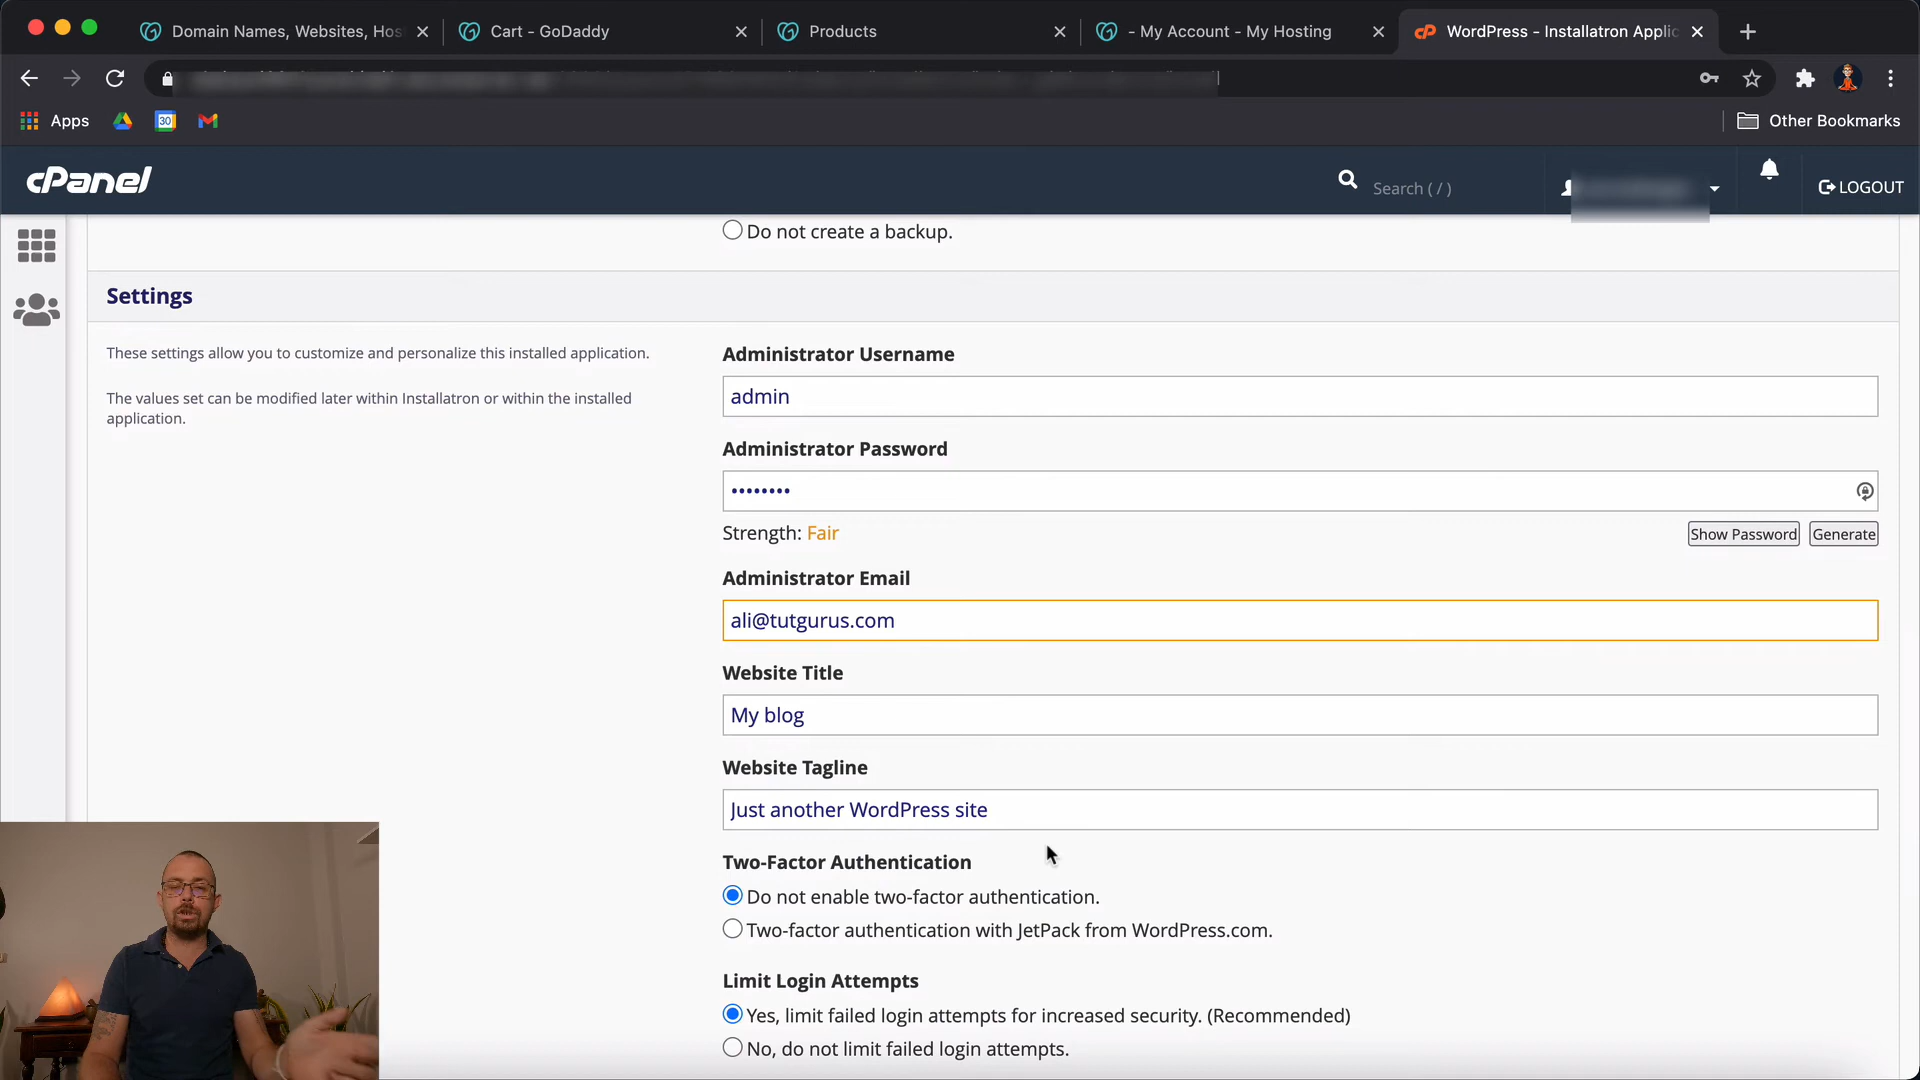 Domain Names, Websites, Hos
Cart - GoDaddy
Products
- My Account - My Hosting
WordPress - Installatron Applic
Apps
30
Other Bookmarks
cPanel
Search ( / )
LOGOUT
Do not create a backup.
Settings
These settings allow you to customize and personalize this installed application.
The values set can be modified later within Installatron or within the installed
application.
Administrator Username
admin
Administrator Password
••••••••
Strength: Fair
Show Password
Generate
Administrator Email
ali@tutgurus.com
Website Title
My blog
Website Tagline
Just another WordPress site
Two-Factor Authentication
Do not enable two-factor authentication.
Two-factor authentication with JetPack from WordPress.com.
Limit Login Attempts
Yes, limit failed login attempts for increased security. (Recommended)
No, do not limit failed login attempts.